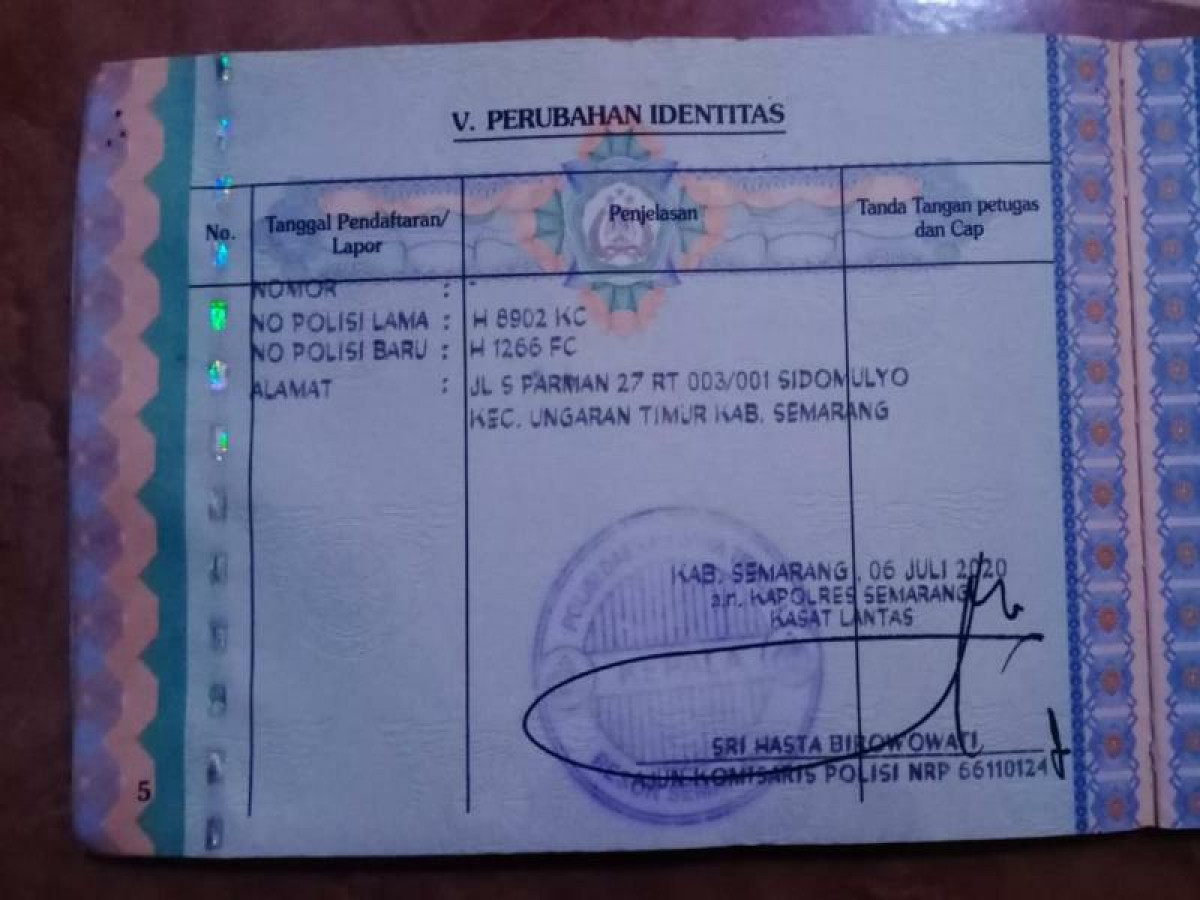 V. PERUBAHAN IDENTITAS
No. Tanggal Pendaftaran/ Lapor Penjelasan Tanda Tangan petugas dan Cap
NOMOR : -
NO POLISI LAMA : H 8902 KC
NO POLISI BARU : H 1266 FC
ALAMAT : JL S PARMAN 27 RT 003/001 SIDOMULYO
KEC. UNGARAN TIMUR KAB. SEMARANG
KAB. SEMARANG , 06 JULI 2020
a.n. KAPOLRES SEMARANG
KASAT LANTAS
SRI HASTA BIROWOWATI
AJUN KOMISARIS POLISI NRP 66110124
5